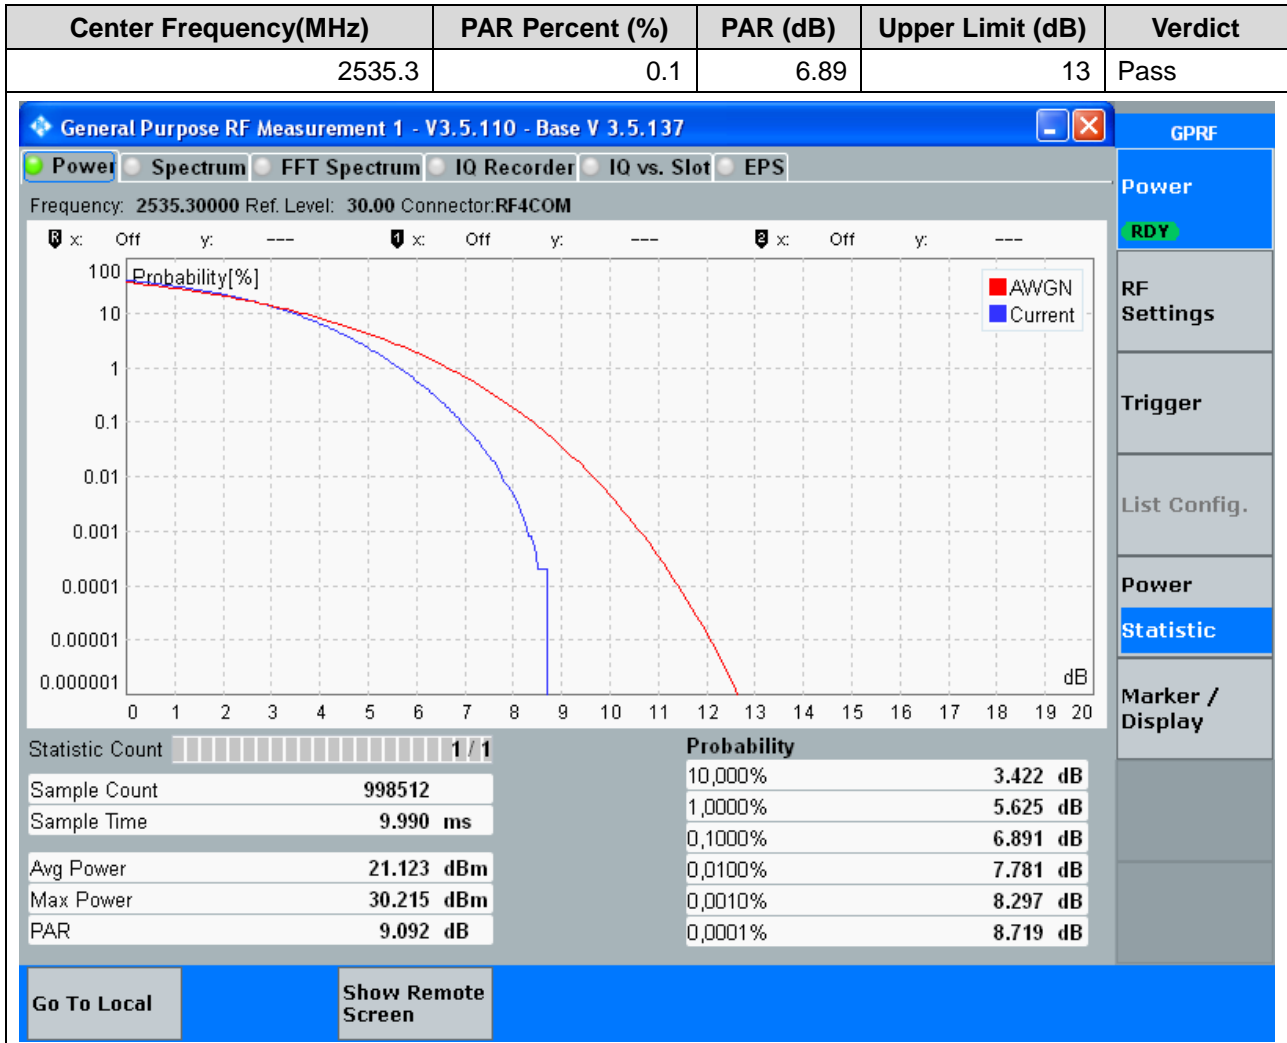 Center Frequency(MHz) PAR Percent (%) PAR (dB) Upper Limit (dB) Verdict
2535.3 0.1 6.89 13 Pass
General Purpose RF Measurement 1 - V3.5.110 - Base V 3.5.137
GPRF
Power Spectrum FFT Spectrum IQ Recorder IQ vs. Slot EPS
Frequency: 2535.30000 Ref. Level: 30.00 Connector:RF4COM
R x: Off y: --- 1 x: Off y: --- 2 x: Off y: ---
Probability[%]
AWGN
Current
100
10
1
0.1
0.01
0.001
0.0001
0.00001
0.000001
dB
0 1 2 3 4 5 6 7 8 9 10 11 12 13 14 15 16 17 18 19 20
Statistic Count 1 / 1
Sample Count 998512
Sample Time 9.990 ms
Avg Power 21.123 dBm
Max Power 30.215 dBm
PAR 9.092 dB
Probability
10,000% 3.422 dB
1,0000% 5.625 dB
0,1000% 6.891 dB
0,0100% 7.781 dB
0,0010% 8.297 dB
0,0001% 8.719 dB
Power
RDY
RF
Settings
Trigger
List Config.
Power
Statistic
Marker /
Display
Go To Local
Show Remote
Screen